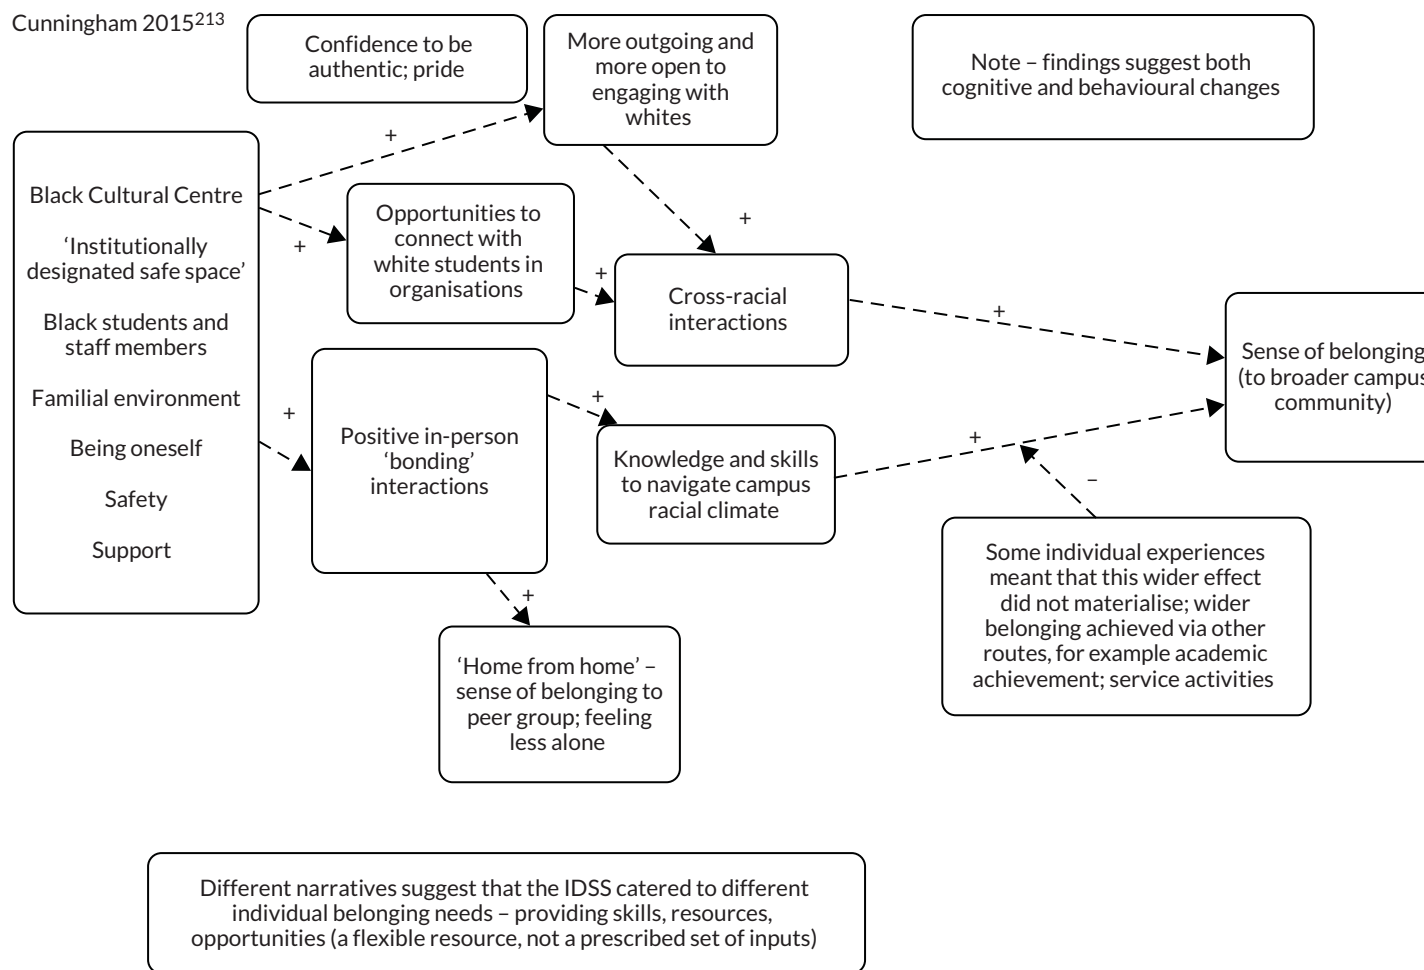 Cunningham 2015²¹³
Confidence to be
authentic; pride
More outgoing and
more open to
engaging with
whites
Note – findings suggest both
cognitive and behavioural changes
+
Black Cultural Centre
‘Institutionally
designated safe space’
Black students and
staff members
Familial environment
Being oneself
Safety
Support
+
Opportunities to
connect with
white students in
organisations
+
+
Cross-racial
interactions
+
Sense of belonging
(to broader campus
community)
+
Positive in-person
‘bonding’
interactions
+
Knowledge and skills
to navigate campus
racial climate
+
–
Some individual experiences
meant that this wider effect
did not materialise; wider
belonging achieved via other
routes, for example academic
achievement; service activities
+
‘Home from home’ –
sense of belonging to
peer group; feeling
less alone
Different narratives suggest that the IDSS catered to different
individual belonging needs – providing skills, resources,
opportunities (a flexible resource, not a prescribed set of inputs)